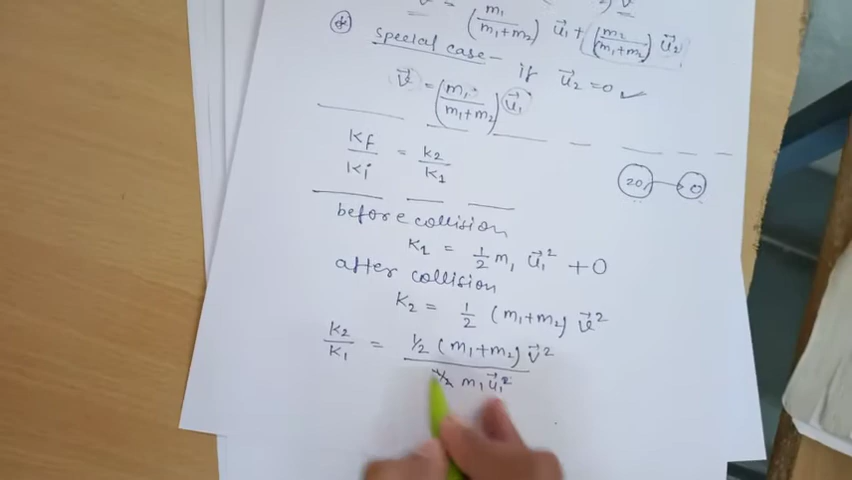 v⃗ = (m₁/(m₁+m₂)) u⃗₁ + (m₂/(m₁+m₂)) u⃗₂
special case - if u⃗₂ = 0 ✓
v⃗ = (m₁/(m₁+m₂)) u⃗₁
Kf/Ki = K₂/K₁
20 → 0
before collision
K₁ = 1/2 m₁ u⃗₁² + 0
after collision
K₂ = 1/2 (m₁+m₂) v⃗²
K₂/K₁ = 1/2 (m₁+m₂) v⃗² / 1/2 m₁ u⃗₁²